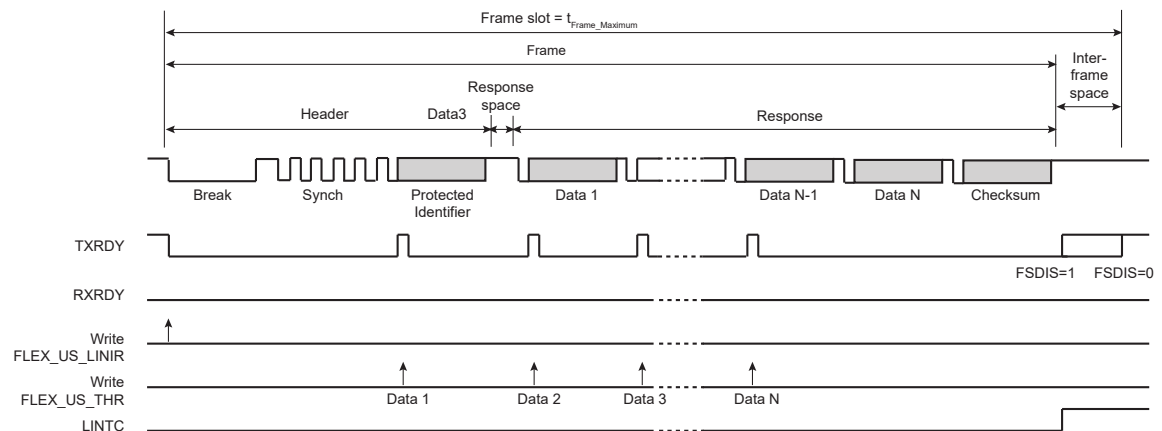 Frame slot = tFrame_Maximum
Frame
Inter-
frame
space
Response
space
Header
Data3
Response
Break
Synch
Protected
Identifier
Data 1
Data N-1
Data N
Checksum
TXRDY
FSDIS=1
FSDIS=0
RXRDY
Write
FLEX_US_LINIR
Write
FLEX_US_THR
Data 1
Data 2
Data 3
Data N
LINTC